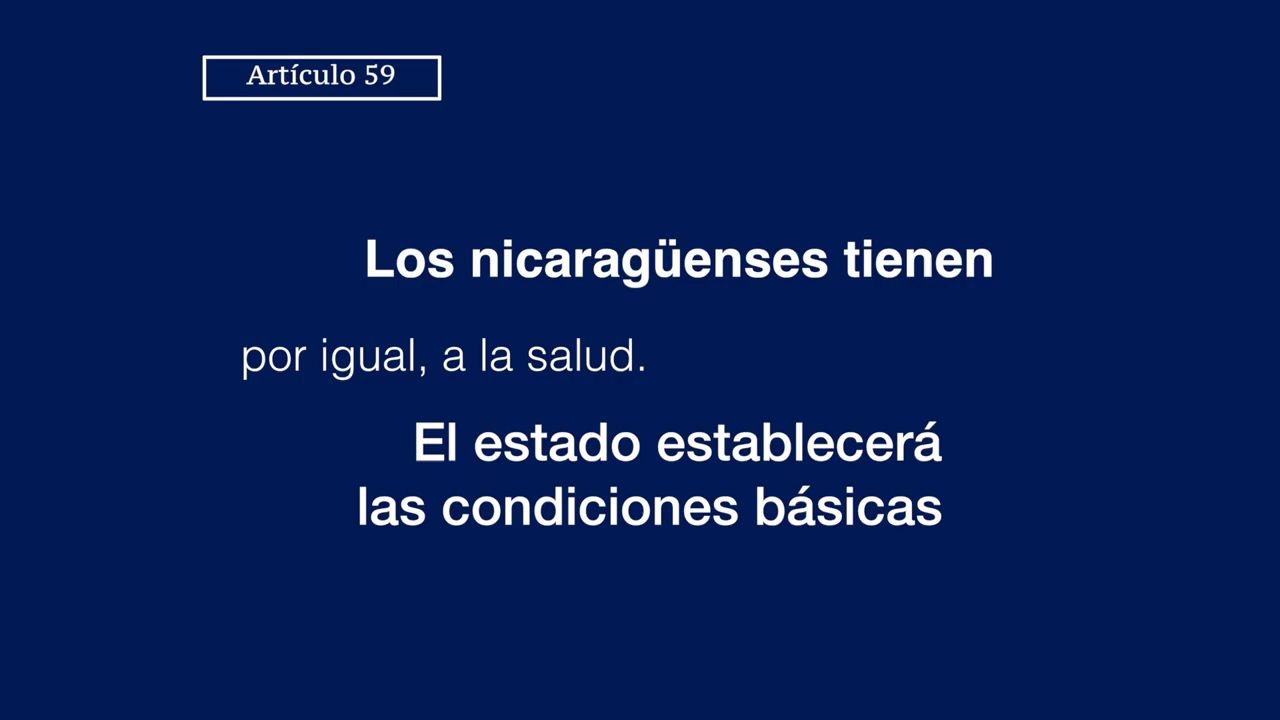 Artículo 59
Los nicaragüenses tienen
por igual, a la salud.
El estado establecerá
las condiciones básicas